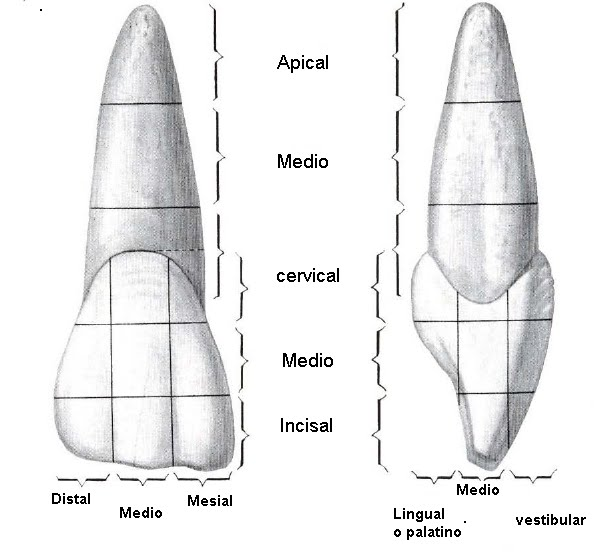 Apical
Medio
cervical
Medio
Incisal
Distal
Medio
Mesial
Medio
Lingual
o palatino
vestibular